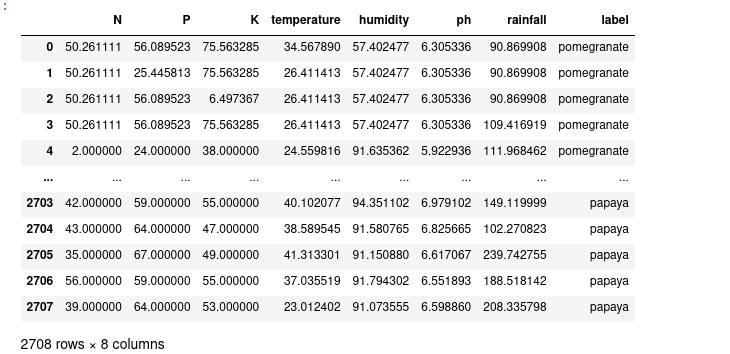 :
N P K temperature humidity ph rainfall label
0 50.261111 56.089523 75.563285 34.567890 57.402477 6.305336 90.869908 pomegranate
1 50.261111 25.445813 75.563285 26.411413 57.402477 6.305336 90.869908 pomegranate
2 50.261111 56.089523 6.497367 26.411413 57.402477 6.305336 90.869908 pomegranate
3 50.261111 56.089523 75.563285 26.411413 57.402477 6.305336 109.416919 pomegranate
4 2.000000 24.000000 38.000000 24.559816 91.635362 5.922936 111.968462 pomegranate
... ... ... ... ... ... ... ... ...
2703 42.000000 59.000000 55.000000 40.102077 94.351102 6.979102 149.119999 papaya
2704 43.000000 64.000000 47.000000 38.589545 91.580765 6.825665 102.270823 papaya
2705 35.000000 67.000000 49.000000 41.313301 91.150880 6.617067 239.742755 papaya
2706 56.000000 59.000000 55.000000 37.035519 91.794302 6.551893 188.518142 papaya
2707 39.000000 64.000000 53.000000 23.012402 91.073555 6.598860 208.335798 papaya
2708 rows × 8 columns